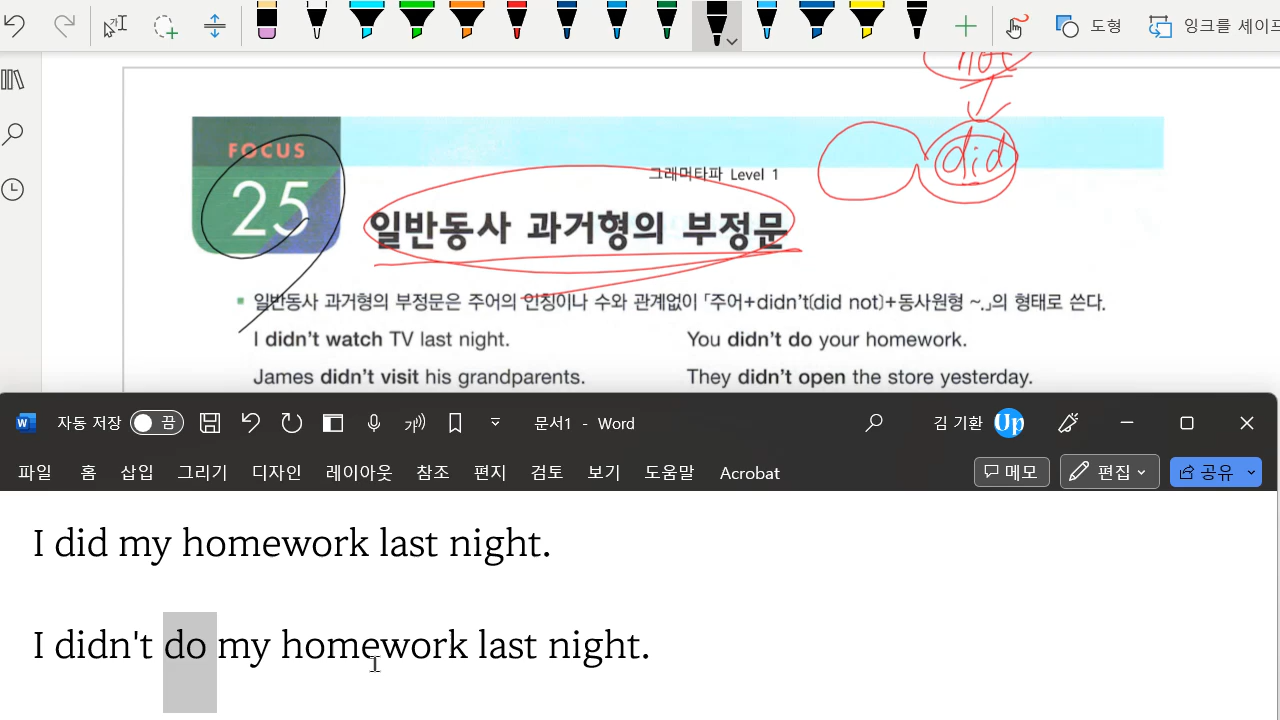 도형
잉크를 셰이프
not
did
FOCUS
25
그래머타파 Level 1
일반동사 과거형의 부정문
일반동사 과거형의 부정문은 주어의 인칭이나 수와 관계없이 「주어+didn't(did not)+동사원형 ~.」의 형태로 쓴다.
I didn't watch TV last night. You didn't do your homework.
James didn't visit his grandparents. They didn't open the store yesterday.
자동 저장 끔 가 문서1 - Word 김 기환 Up
파일 홈 삽입 그리기 디자인 레이아웃 참조 편지 검토 보기 도움말 Acrobat 메모 편집 공유
I did my homework last night.
I didn't do my homework last night.